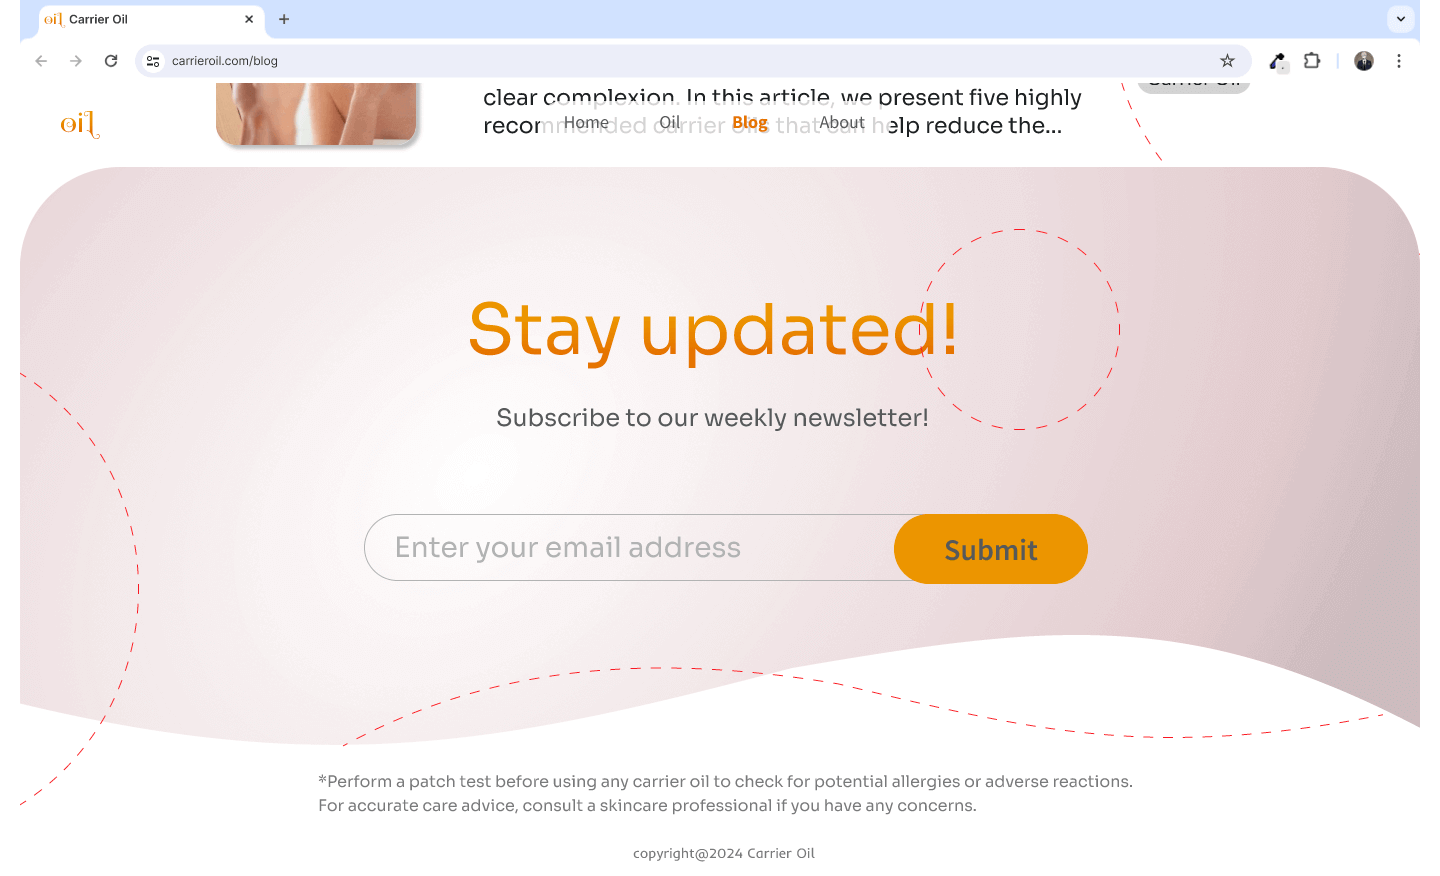 oil Carrier Oil
carrieroil.com/blog
Carrier Oil
clear complexion. In this article, we present five highly
recommended carrier oils that can help reduce the...
oil
Home Oil Blog About
Stay updated!
Subscribe to our weekly newsletter!
Enter your email address
Submit
*Perform a patch test before using any carrier oil to check for potential allergies or adverse reactions.
For accurate care advice, consult a skincare professional if you have any concerns.
copyright@2024 Carrier Oil